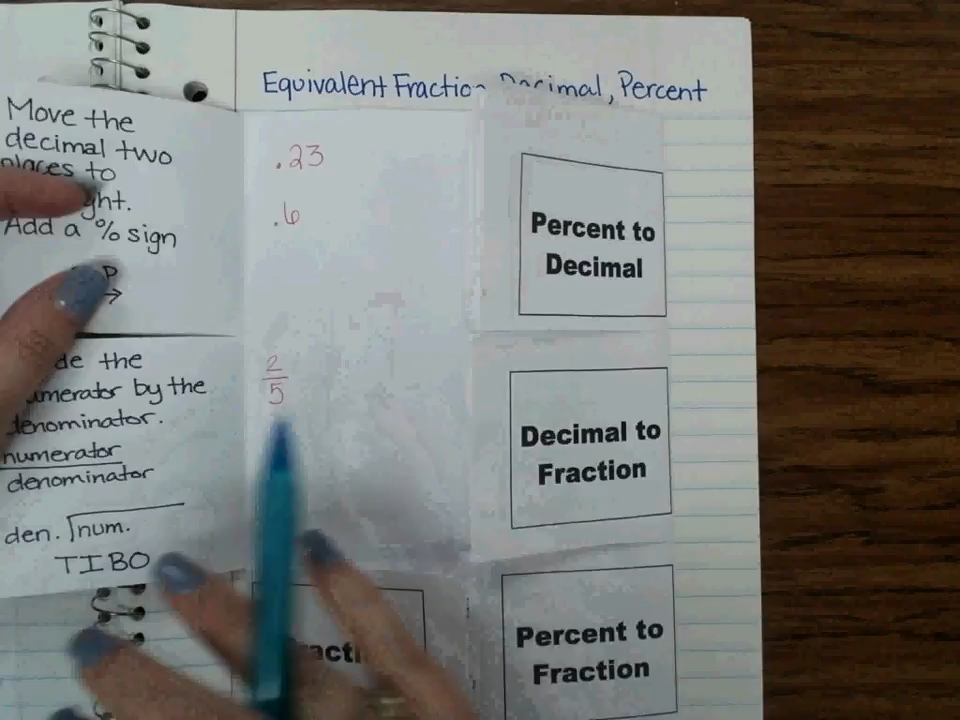 Equivalent Fraction Decimal, Percent
Move the
decimal two
places to
ght.
Add a % sign
D
→
de the
umerator by the
denominator.
numerator
denominator
den. num.
TIBO
.23
.6
2
5
Percent to
Decimal
Decimal to
Fraction
Percent to
Fraction